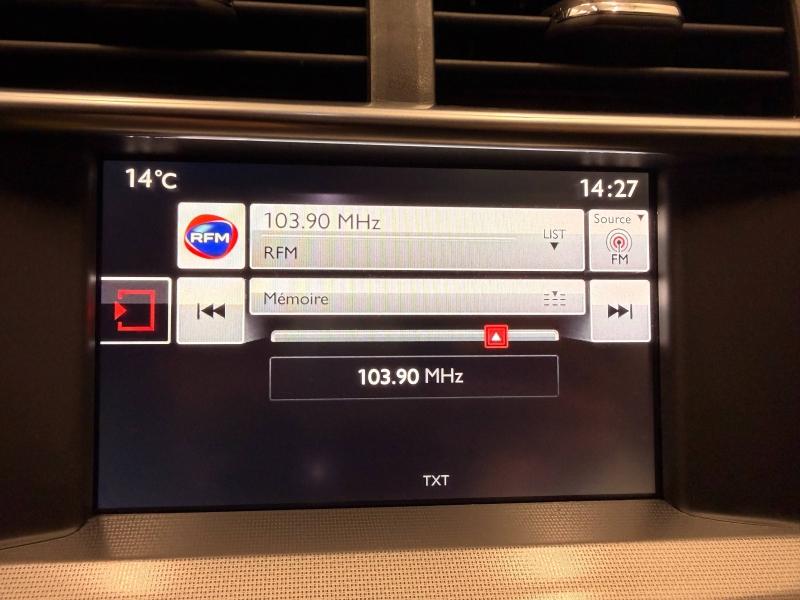 14°C
14:27
RFM
103.90 MHz
RFM
LIST
Source
FM
Mémoire
103.90 MHz
TXT